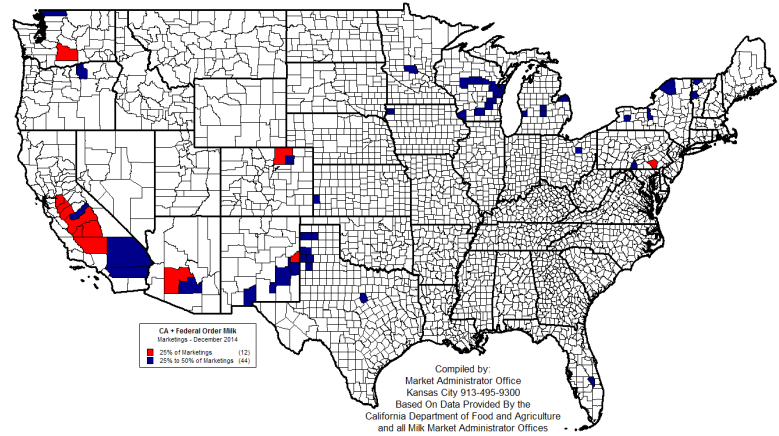 CA + Federal Order Milk
Marketings - December 2014
25% of Marketings (12)
25% to 50% of Marketings (44)
Compiled by:
Market Administrator Office
Kansas City 913-495-9300
Based On Data Provided By the
California Department of Food and Agriculture
and all Milk Market Administrator Offices